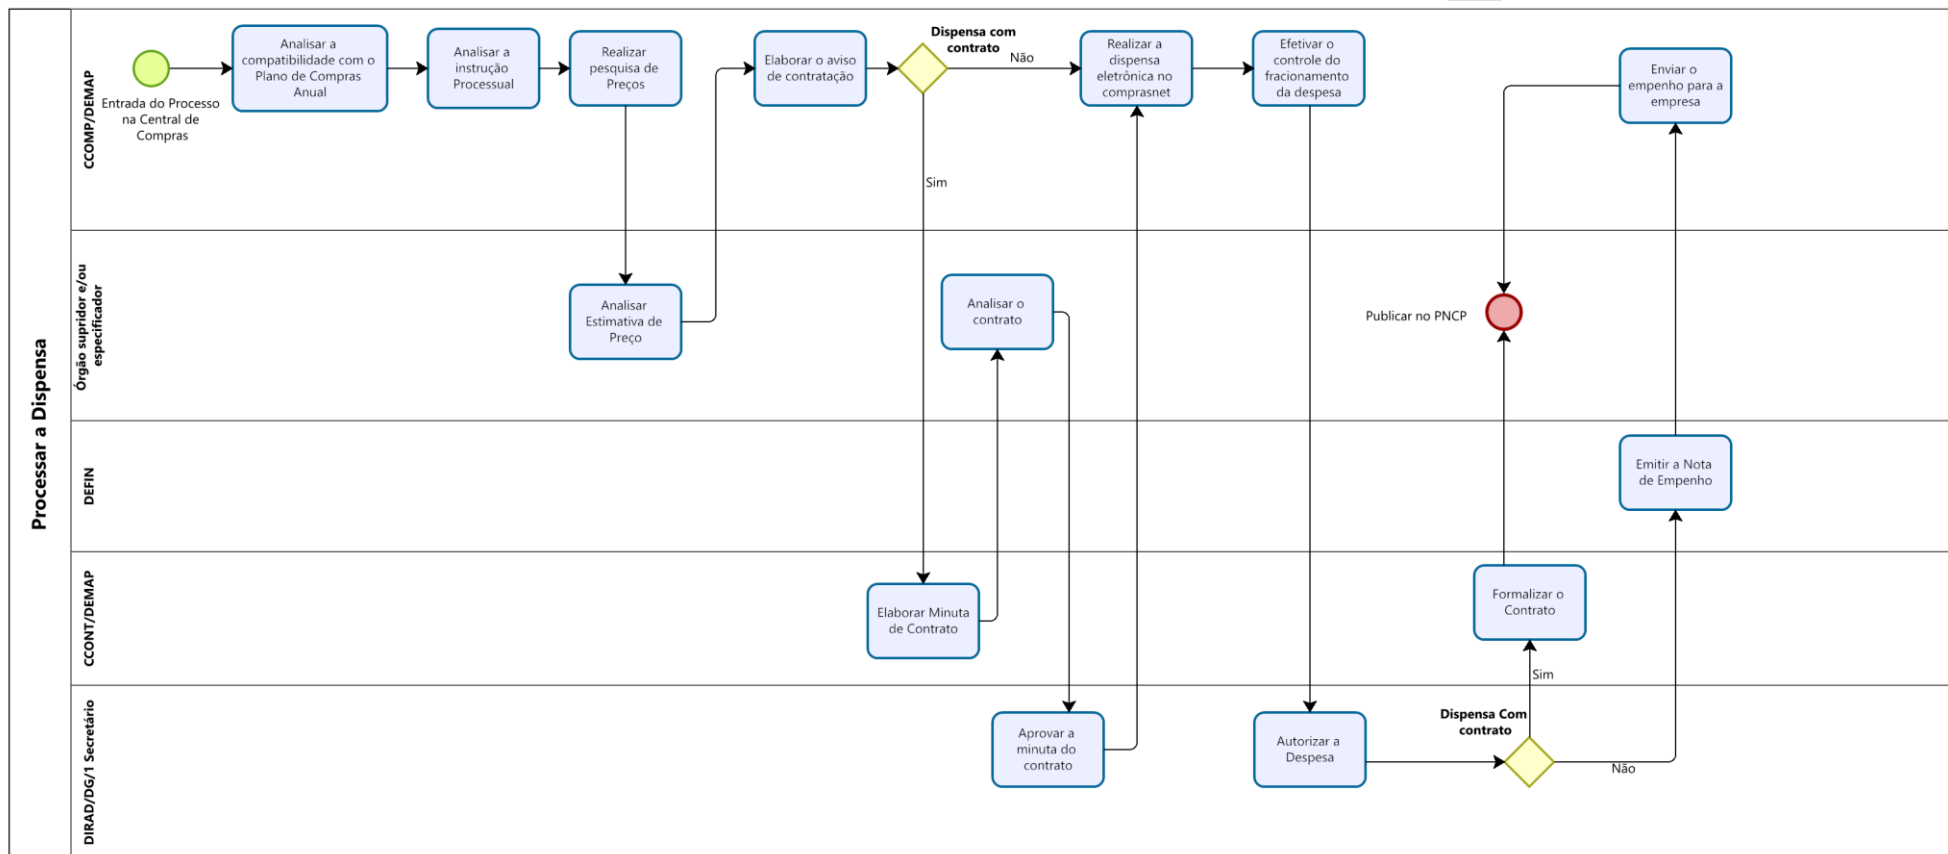 Processar a Dispensa
CCOMP/DEMAP
Entrada do Processo
na Central de
Compras
Analisar a
compatibilidade com o
Plano de Compras
Anual
Analisar a
instrução
Processual
Realizar
pesquisa de
Preços
Elaborar o aviso
de contratação
Dispensa com
contrato
Não
Sim
Realizar a
dispensa
eletrônica no
comprasnet
Efetivar o
controle do
fracionamento
da despesa
Enviar o
empenho para a
empresa
Órgão supridor e/ou
especificador
Analisar
Estimativa de
Preço
Analisar o
contrato
Publicar no PNCP
DEFIN
Emitir a Nota
de Empenho
CCONT/DEMAP
Elaborar Minuta
de Contrato
Formalizar o
Contrato
Sim
DIRAD/DG/1 Secretário
Aprovar a
minuta do
contrato
Autorizar a
Despesa
Dispensa Com
contrato
Não